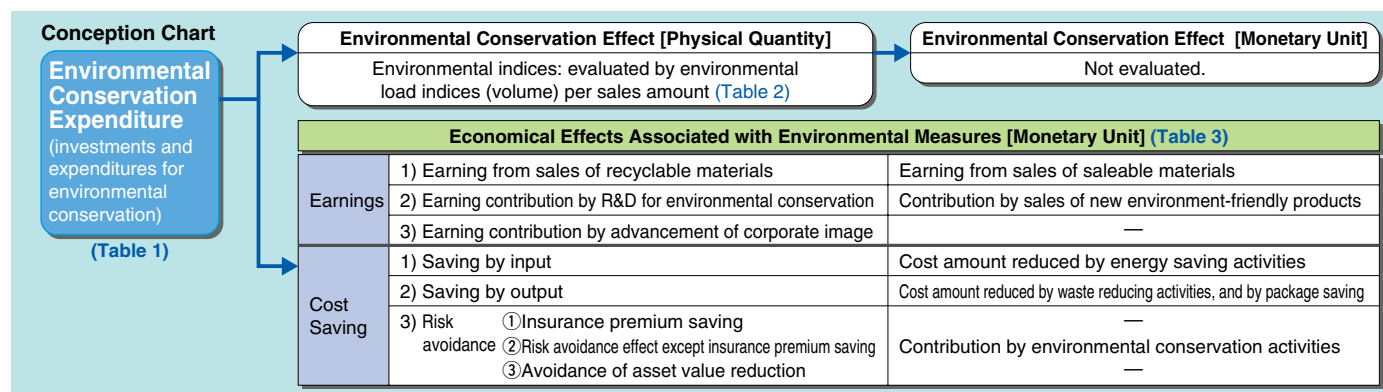 Conception Chart
Environmental
Conservation
Expenditure
(investments and
expenditures for
environmental
conservation)
(Table 1)
Environmental Conservation Effect [Physical Quantity]
Environmental indices: evaluated by environmental
load indices (volume) per sales amount (Table 2)
Environmental Conservation Effect [Monetary Unit]
Not evaluated.
Economical Effects Associated with Environmental Measures [Monetary Unit] (Table 3)
Earnings
1) Earning from sales of recyclable materials
Earning from sales of saleable materials
2) Earning contribution by R&D for environmental conservation
Contribution by sales of new environment-friendly products
3) Earning contribution by advancement of corporate image
—
Cost
Saving
1) Saving by input
Cost amount reduced by energy saving activities
2) Saving by output
Cost amount reduced by waste reducing activities, and by package saving
3) Risk
avoidance
①Insurance premium saving
—
②Risk avoidance effect except insurance premium saving
Contribution by environmental conservation activities
③Avoidance of asset value reduction
—